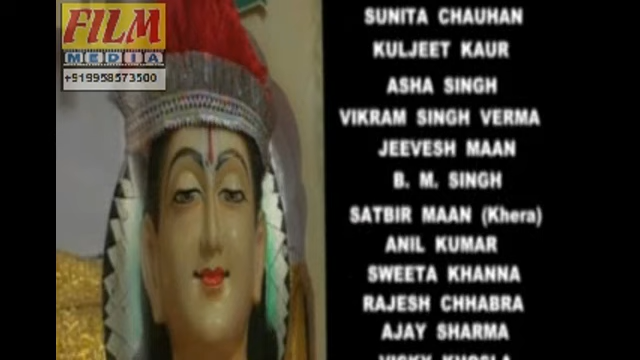 FILM
MEDIA
+919958573500
SUNITA CHAUHAN
KULJEET KAUR
ASHA SINGH
VIKRAM SINGH VERMA
JEEVESH MAAN
B. M. SINGH
SATBIR MAAN (Khera)
ANIL KUMAR
SWEETA KHANNA
RAJESH CHHABRA
AJAY SHARMA